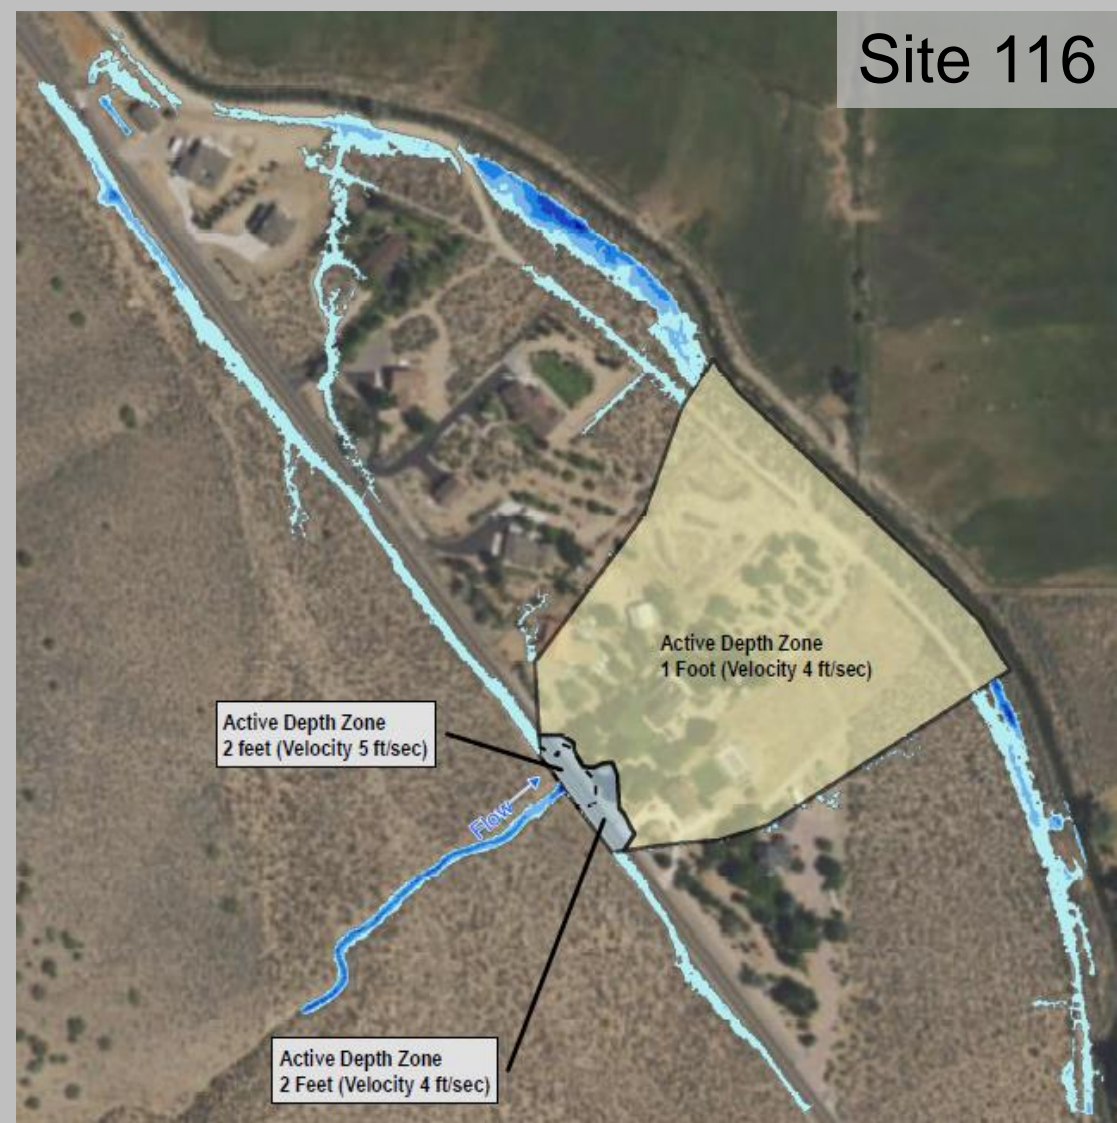 Site 116
Active Depth Zone
1 Foot (Velocity 4 ft/sec)
Active Depth Zone
2 feet (Velocity 5 ft/sec)
Flow
Active Depth Zone
2 Feet (Velocity 4 ft/sec)